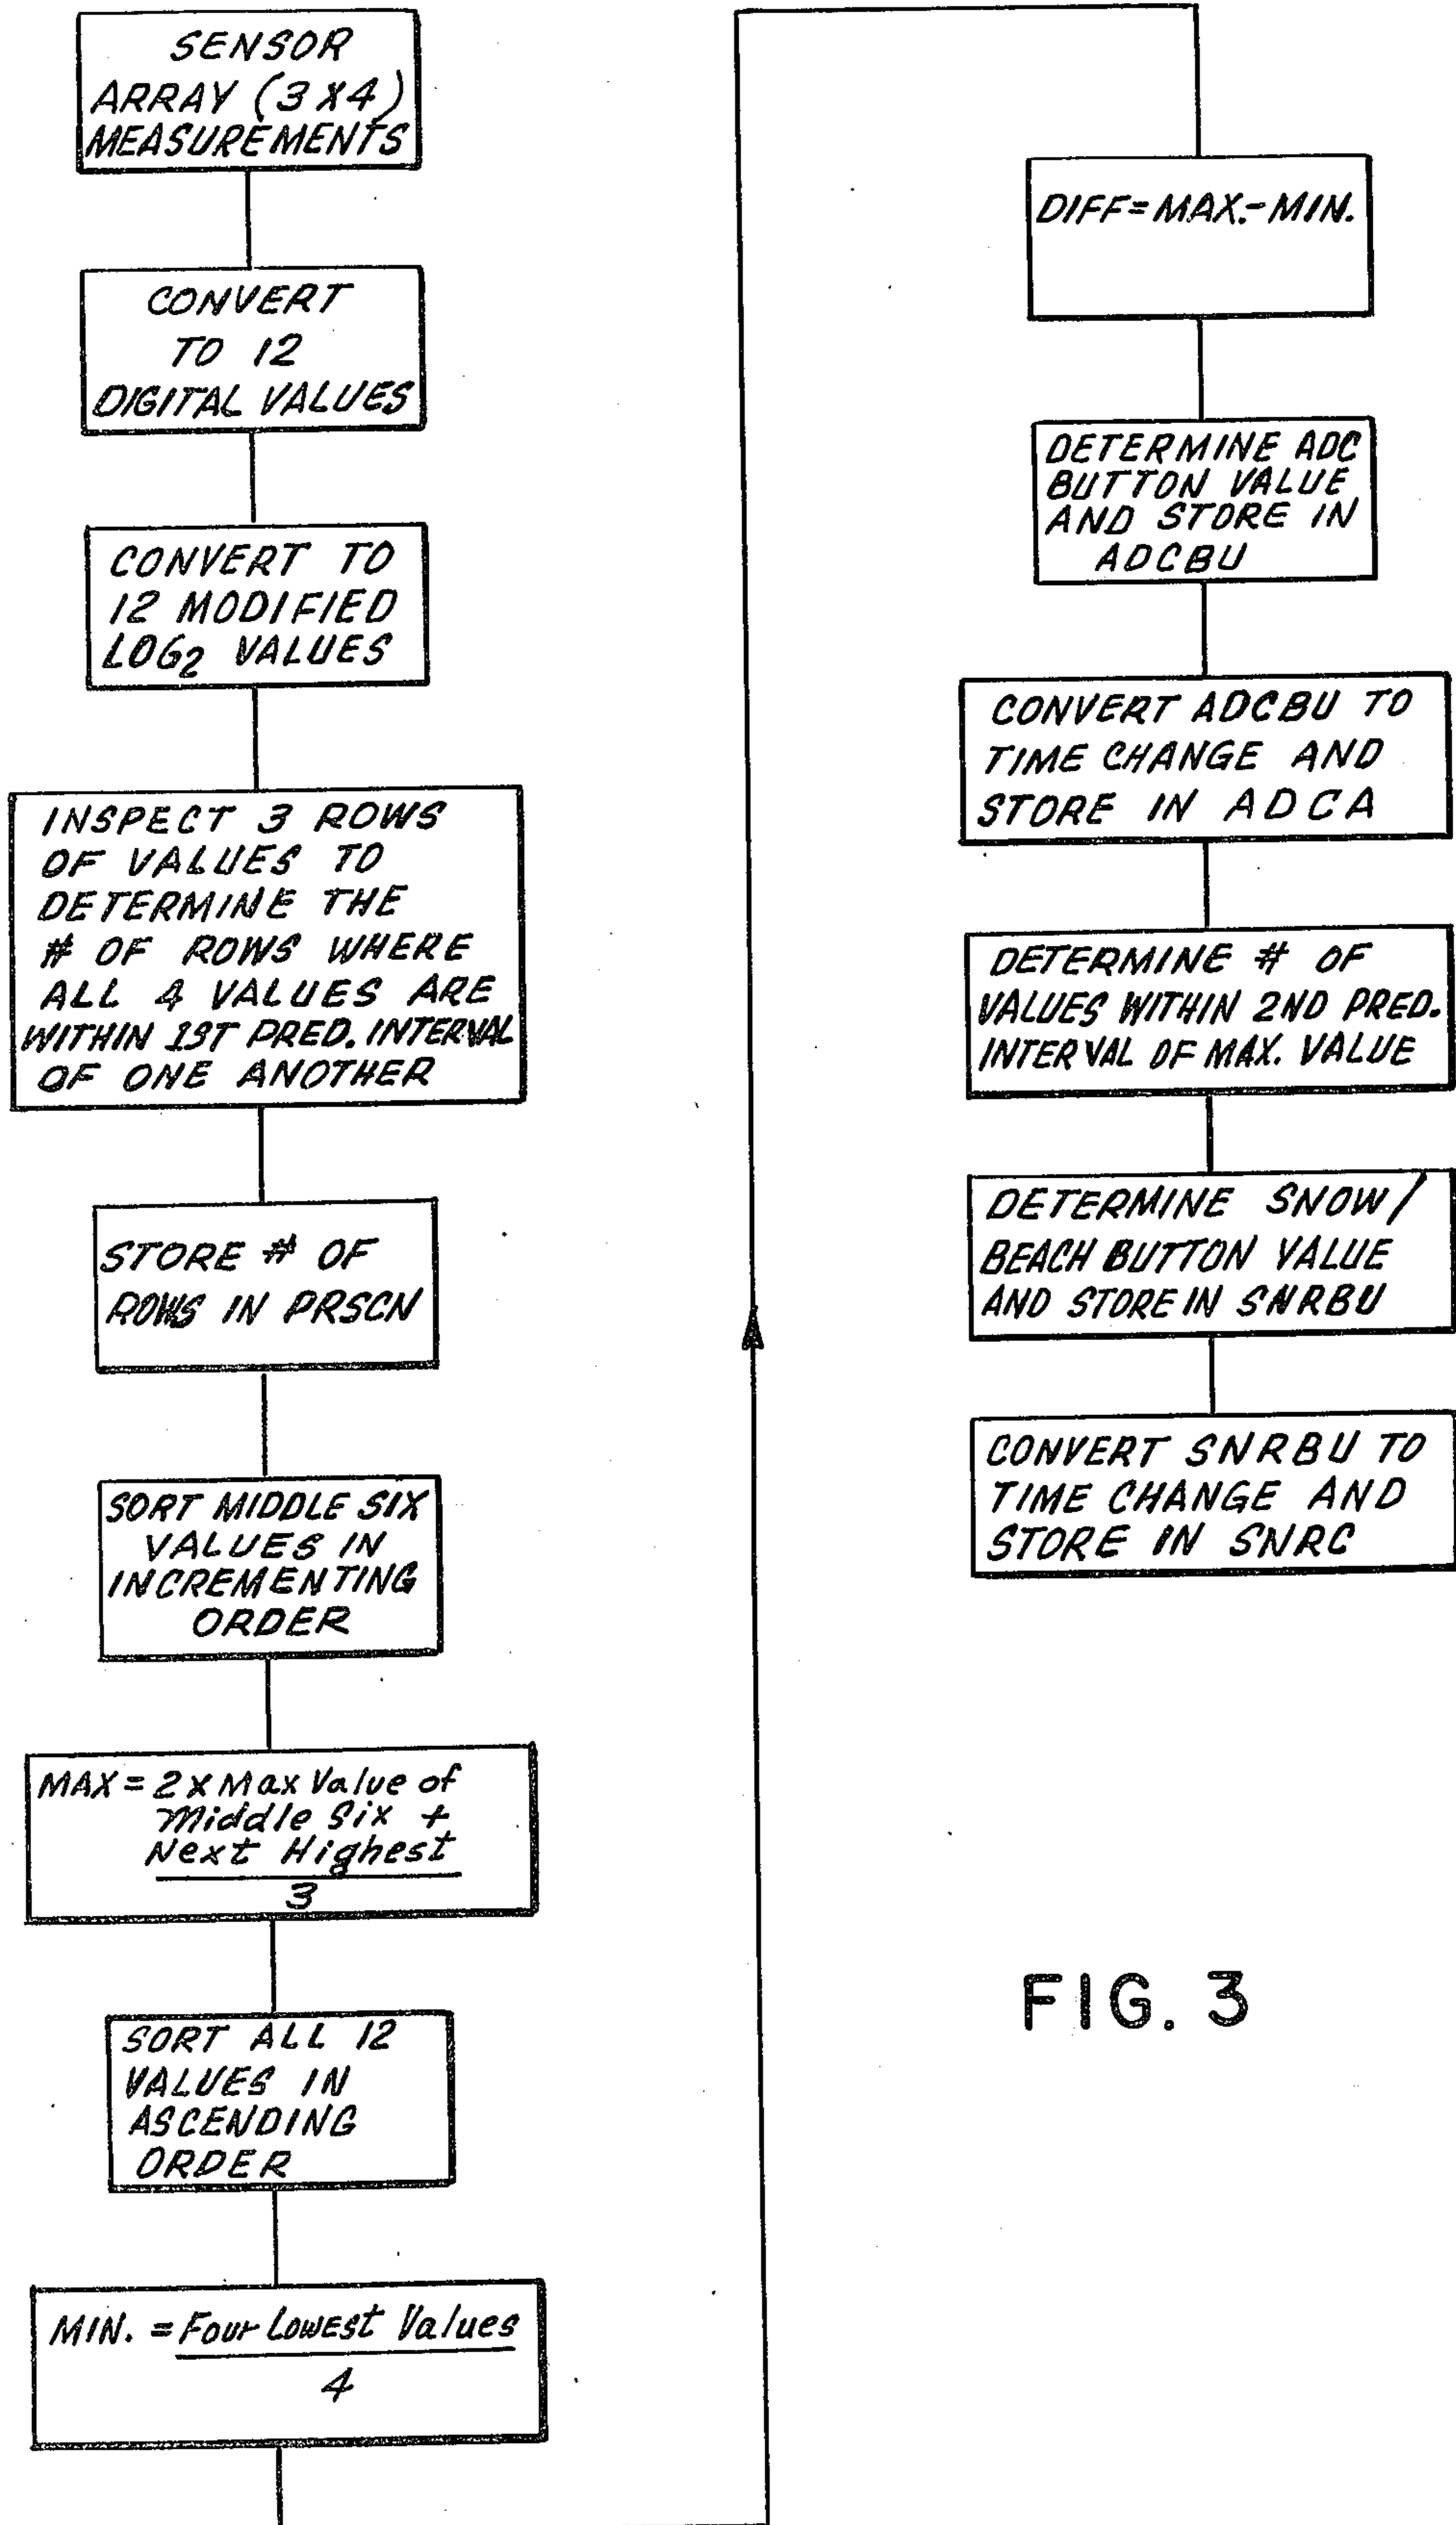 SENSOR
ARRAY (3X4)
MEASUREMENTS
CONVERT
TO 12
DIGITAL VALUES
CONVERT TO
12 MODIFIED
LOG2 VALUES
INSPECT 3 ROWS
OF VALUES TO
DETERMINE THE
# OF ROWS WHERE
ALL 4 VALUES ARE
WITHIN 1ST PRED. INTERVAL
OF ONE ANOTHER
STORE # OF
ROWS IN PRSCN
SORT MIDDLE SIX
VALUES IN
INCREMENTING
ORDER
MAX = 2 X Max Value of
Middle Six +
Next Highest
3
SORT ALL 12
VALUES IN
ASCENDING
ORDER
MIN. = Four Lowest Values
4
DIFF = MAX.-MIN.
DETERMINE ADC
BUTTON VALUE
AND STORE IN
ADCBU
CONVERT ADCBU TO
TIME CHANGE AND
STORE IN ADCA
DETERMINE # OF
VALUES WITHIN 2ND PRED.
INTERVAL OF MAX. VALUE
DETERMINE SNOW/
BEACH BUTTON VALUE
AND STORE IN SNRBU
CONVERT SNRBU TO
TIME CHANGE AND
STORE IN SNRC
FIG. 3